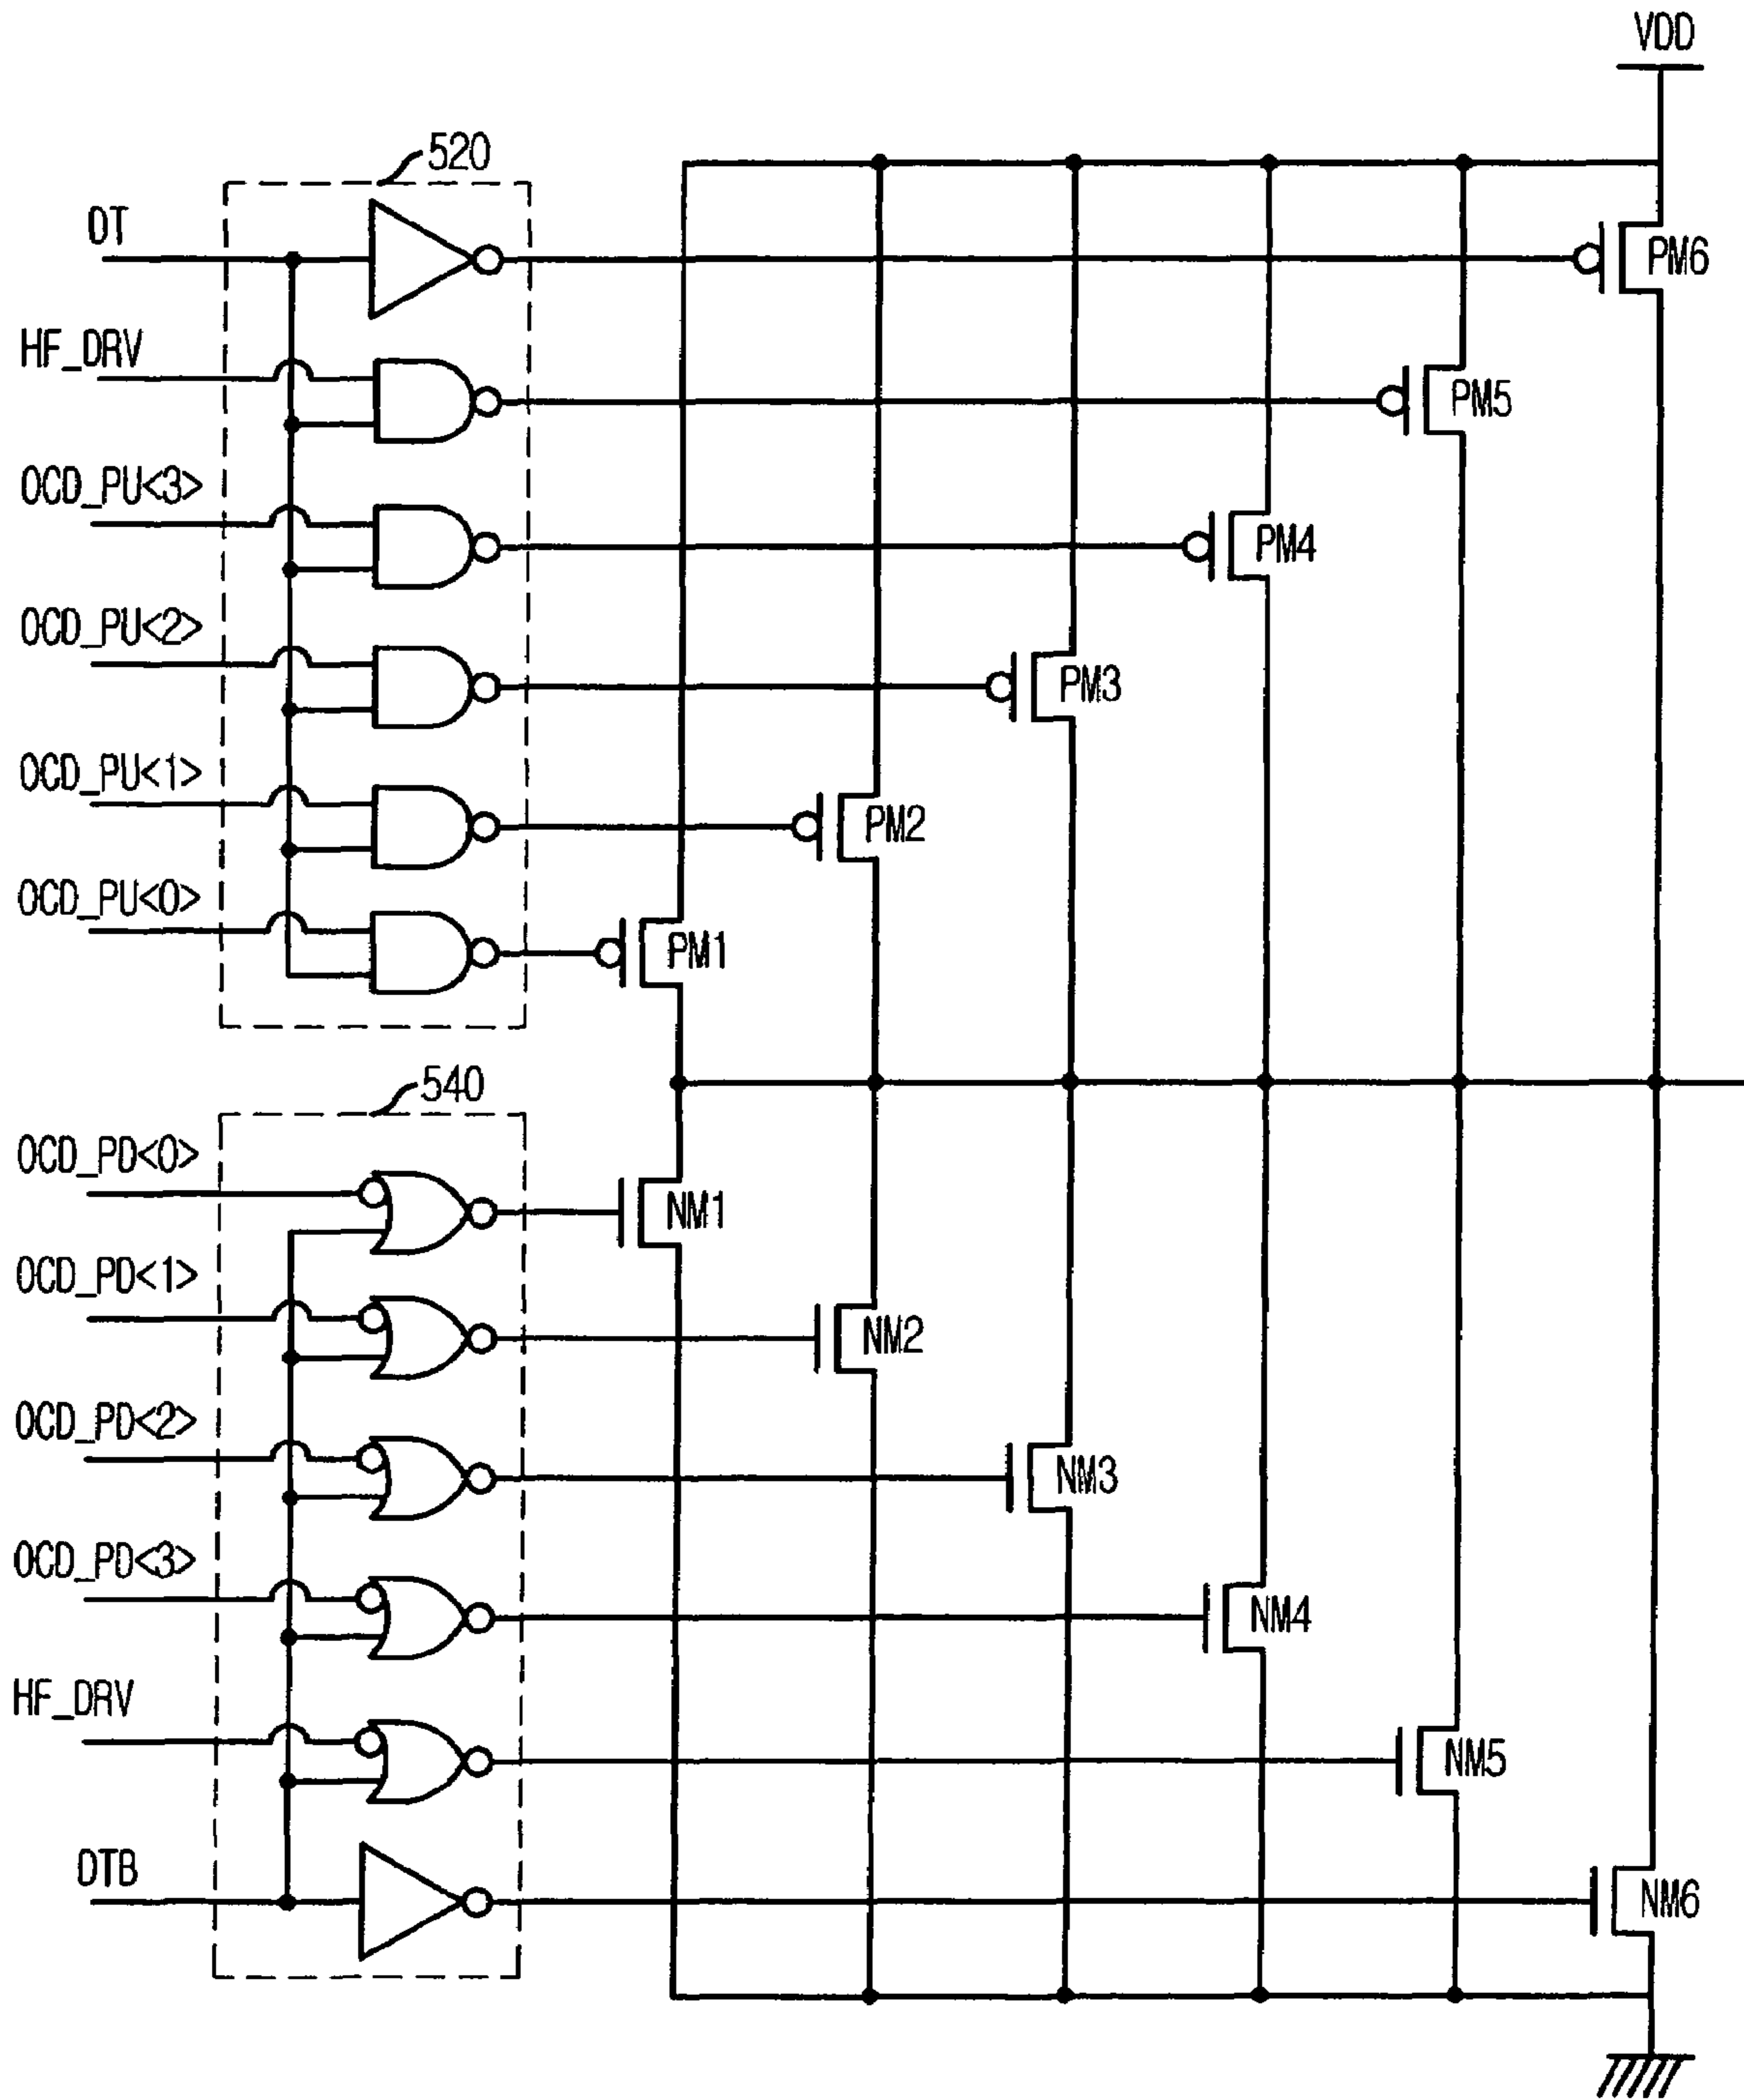 VDD
520
OT
PM6
HF_DRV
PM5
OCD_PU<3>
PM4
OCD_PU<2>
PM3
OCD_PU<1>
PM2
OCD_PU<0>
PM1
540
OCD_PD<0>
NM1
OCD_PD<1>
NM2
OCD_PD<2>
NM3
OCD_PD<3>
NM4
HF_DRV
NM5
OTB
NM6